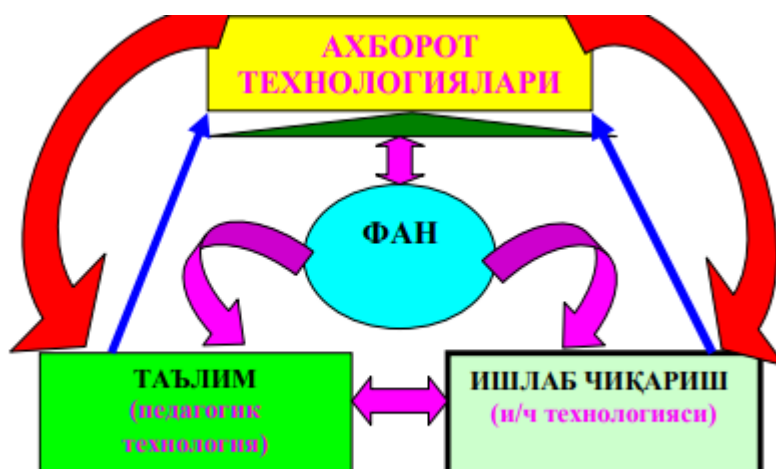 АХБОРОТ
ТЕХНОЛОГИЯЛАРИ
ФАН
ТАЪЛИМ
(педагогик
технология)
ИШЛАБ ЧИҚАРИШ
(и/ч технологияси)